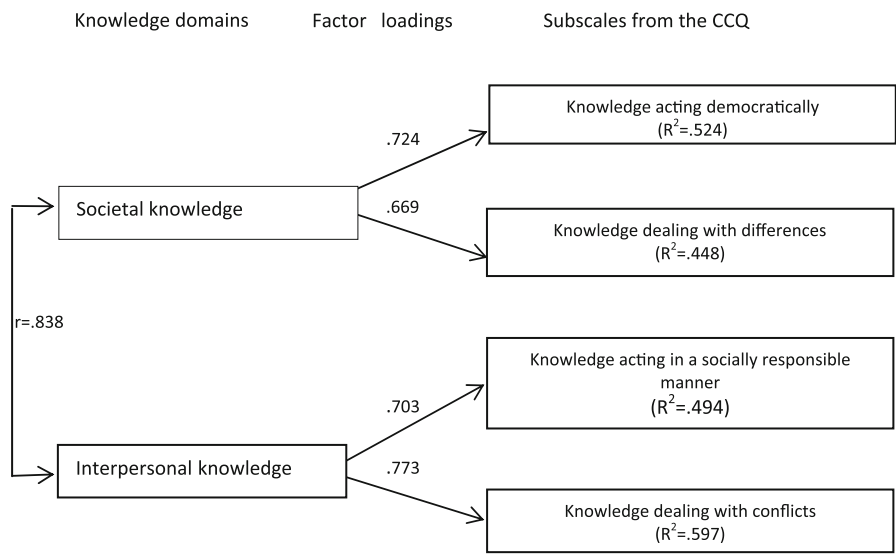 Knowledge domains
Factor loadings
Subscales from the CCQ
Knowledge acting democratically
(R²=.524)
.724
Societal knowledge
.669
Knowledge dealing with differences
(R²=.448)
r=.838
Knowledge acting in a socially responsible
manner
(R²=.494)
.703
Interpersonal knowledge
.773
Knowledge dealing with conflicts
(R²=.597)